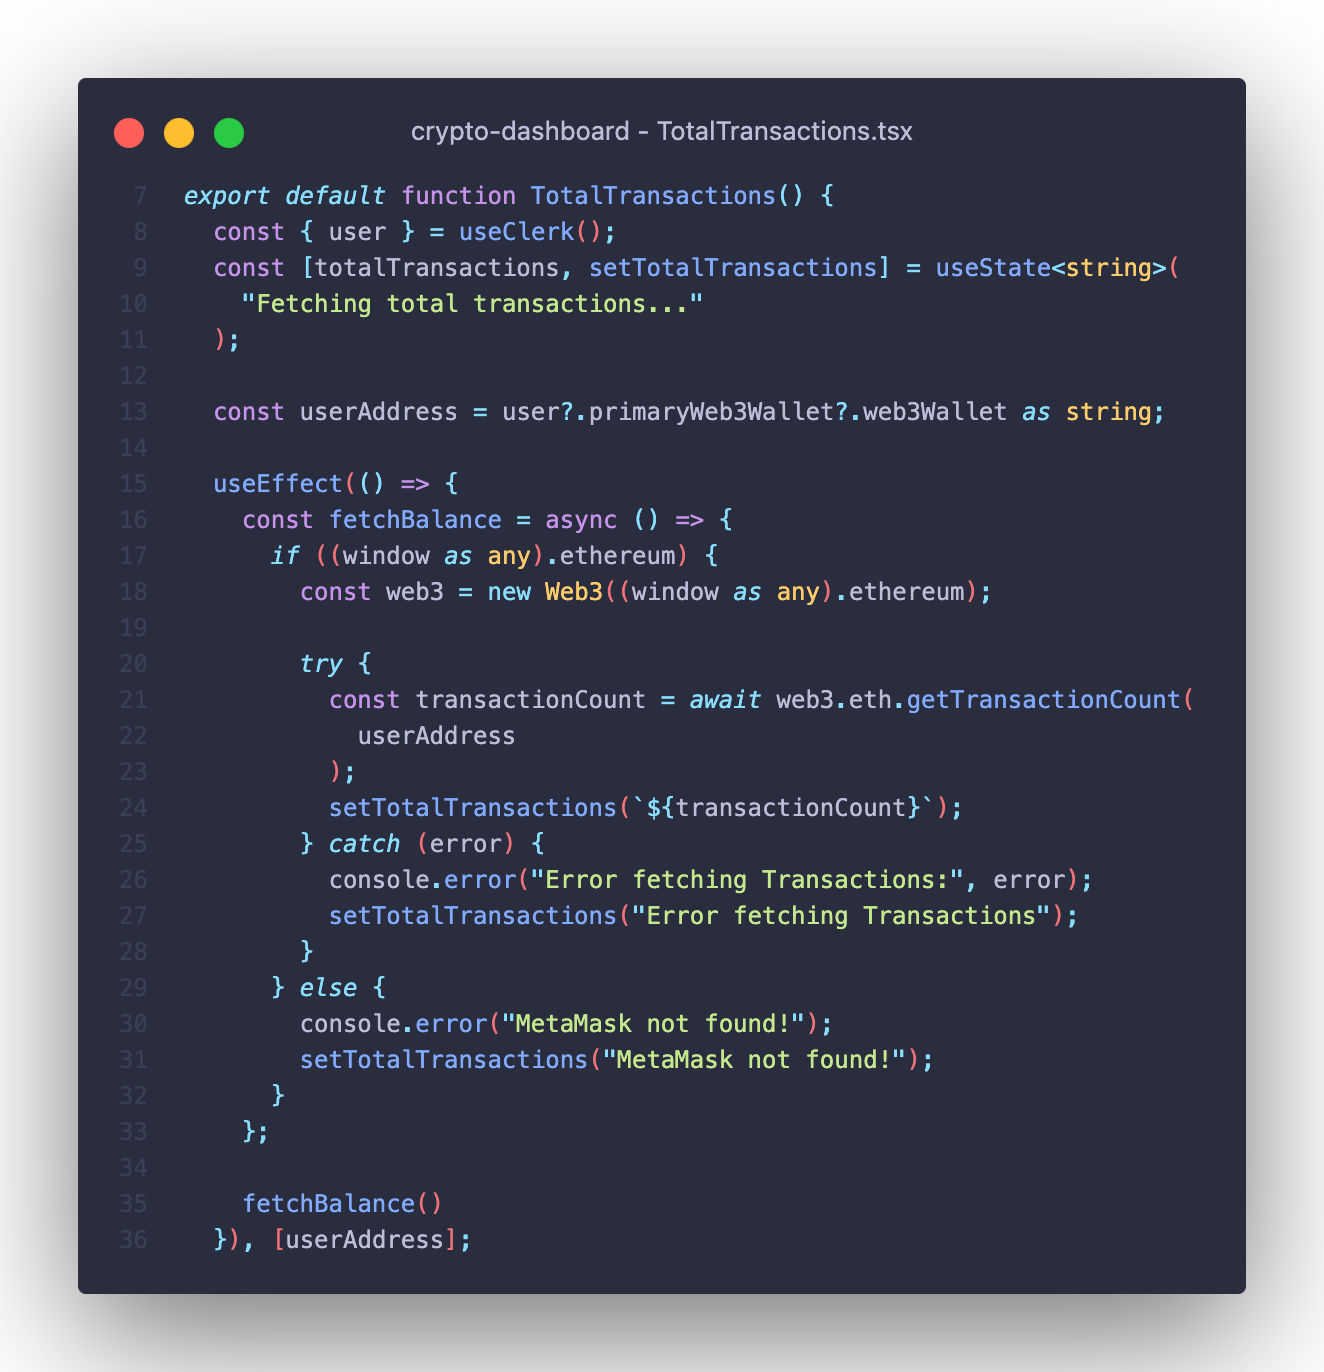 crypto-dashboard - TotalTransactions.tsx
7 export default function TotalTransactions() {
8 const { user } = useClerk();
9 const [totalTransactions, setTotalTransactions] = useState<string>(
10 "Fetching total transactions..."
11 );
12
13 const userAddress = user?.primaryWeb3Wallet?.web3Wallet as string;
14
15 useEffect(() => {
16 const fetchBalance = async () => {
17 if ((window as any).ethereum) {
18 const web3 = new Web3((window as any).ethereum);
19
20 try {
21 const transactionCount = await web3.eth.getTransactionCount(
22 userAddress
23 );
24 setTotalTransactions(`${transactionCount}`);
25 } catch (error) {
26 console.error("Error fetching Transactions:", error);
27 setTotalTransactions("Error fetching Transactions");
28 }
29 } else {
30 console.error("MetaMask not found!");
31 setTotalTransactions("MetaMask not found!");
32 }
33 };
34
35 fetchBalance()
36 }), [userAddress];